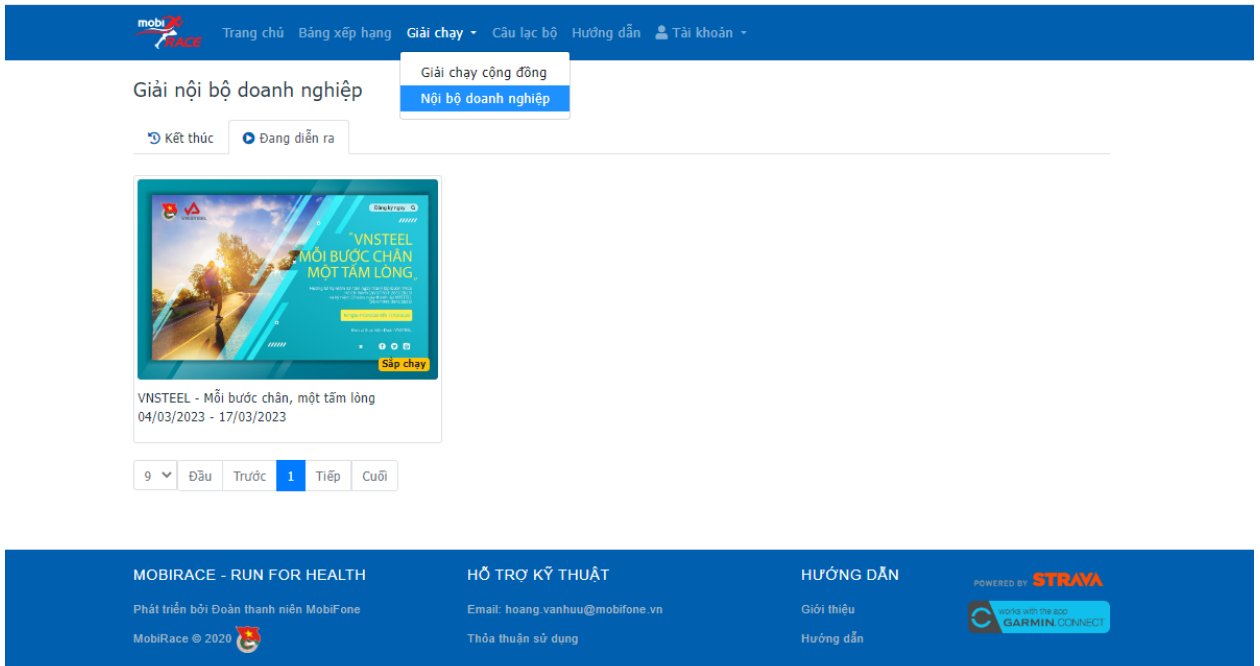 mobi
RACE
Trang chủ Bảng xếp hạng Giải chạy Câu lạc bộ Hướng dẫn Tài khoản
Giải chạy cộng đồng
Nội bộ doanh nghiệp
Giải nội bộ doanh nghiệp
Kết thúc Đang diễn ra
VNSTEEL
Đăng ký ngay
"VNSTEEL
MỖI BƯỚC CHÂN
MỘT TẤM LÒNG"
Sắp chạy
VNSTEEL - Mỗi bước chân, một tấm lòng
04/03/2023 - 17/03/2023
9 Đầu Trước 1 Tiếp Cuối
MOBIRACE - RUN FOR HEALTH
Phát triển bởi Đoàn thanh niên MobiFone
MobiRace © 2020
HỖ TRỢ KỸ THUẬT
Email: hoang.vanhuu@mobifone.vn
Thỏa thuận sử dụng
HƯỚNG DẪN
Giới thiệu
Hướng dẫn
POWERED BY STRAVA
works with the app
GARMIN.CONNECT